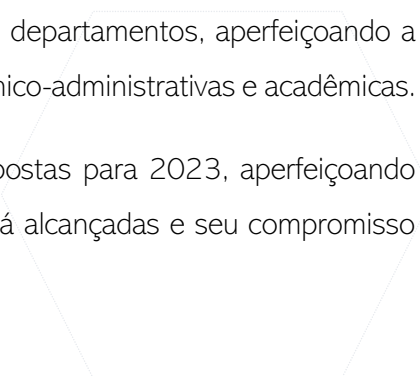 departamentos, aperfeiçoando a
nico-administrativas e acadêmicas.
postas para 2023, aperfeiçoando
á alcançadas e seu compromisso